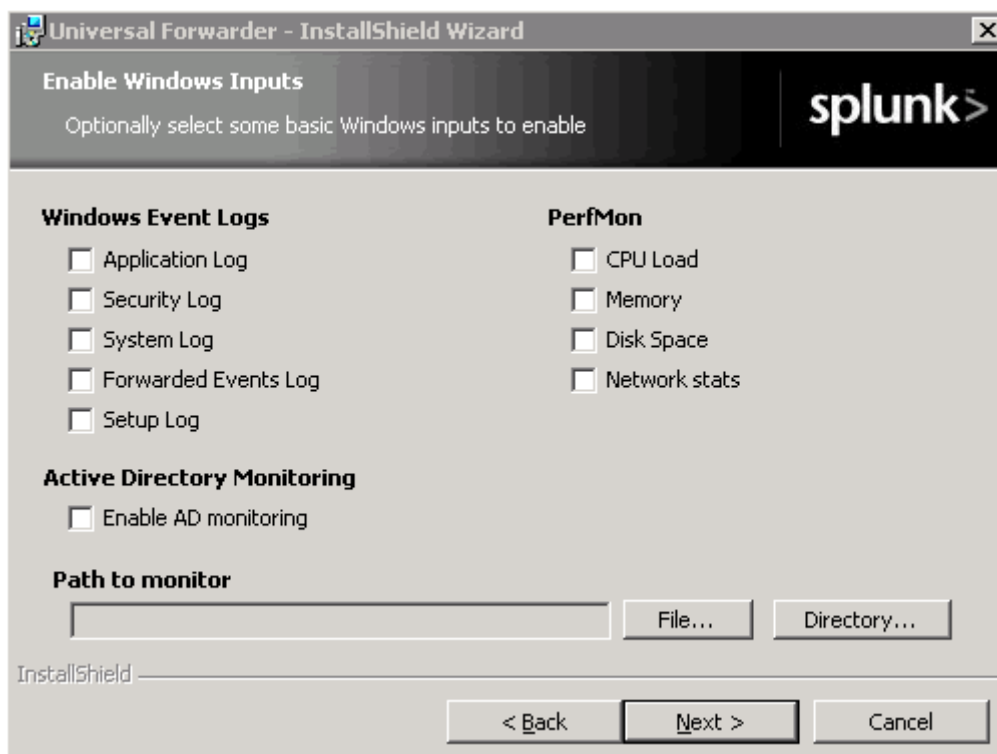 Universal Forwarder - InstallShield Wizard
Enable Windows Inputs
Optionally select some basic Windows inputs to enable
splunk>
Windows Event Logs
Application Log
Security Log
System Log
Forwarded Events Log
Setup Log
PerfMon
CPU Load
Memory
Disk Space
Network stats
Active Directory Monitoring
Enable AD monitoring
Path to monitor
File...
Directory...
InstallShield
< Back
Next >
Cancel